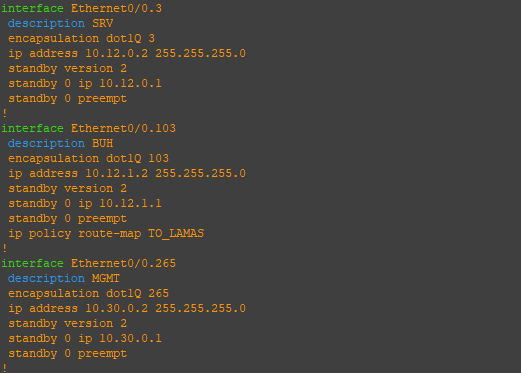 interface Ethernet0/0.3
description SRV
encapsulation dot1Q 3
ip address 10.12.0.2 255.255.255.0
standby version 2
standby 0 ip 10.12.0.1
standby 0 preempt
!
interface Ethernet0/0.103
description BUH
encapsulation dot1Q 103
ip address 10.12.1.2 255.255.255.0
standby version 2
standby 0 ip 10.12.1.1
standby 0 preempt
ip policy route-map TO_LAMAS
!
interface Ethernet0/0.265
description MGMT
encapsulation dot1Q 265
ip address 10.30.0.2 255.255.255.0
standby version 2
standby 0 ip 10.30.0.1
standby 0 preempt
!